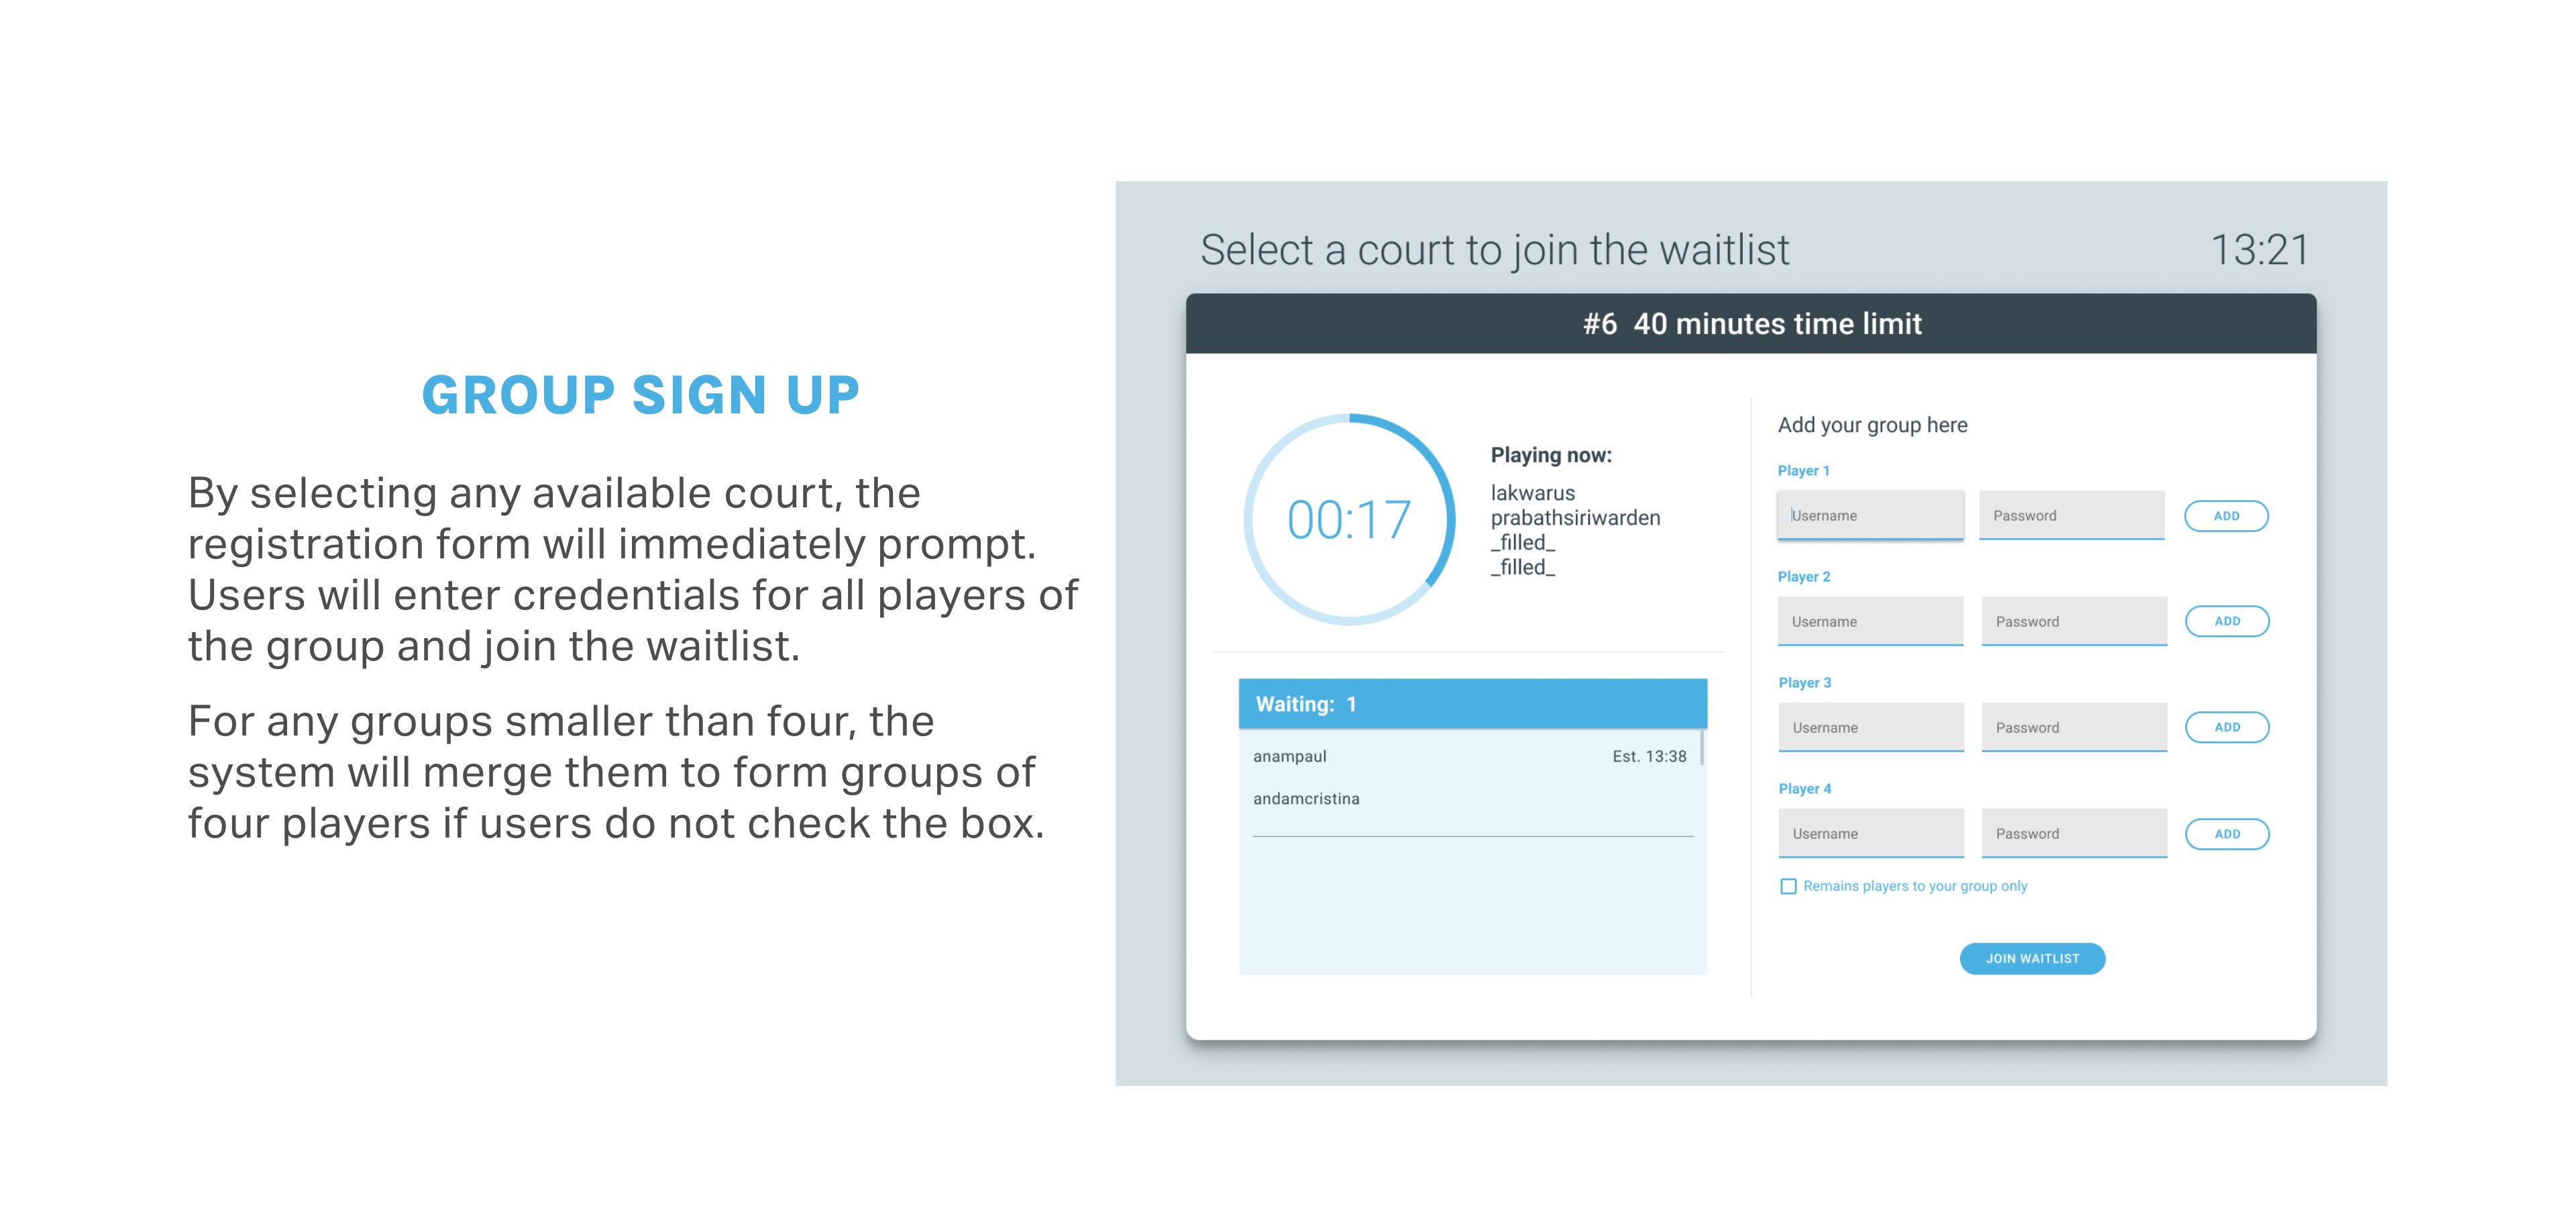 GROUP SIGN UP
By selecting any available court, the
registration form will immediately prompt.
Users will enter credentials for all players of
the group and join the waitlist.
For any groups smaller than four, the
system will merge them to form groups of
four players if users do not check the box.
Select a court to join the waitlist
13:21
#6 40 minutes time limit
00:17
Playing now:
lakwarus
prabathsiriwarden
_filled_
_filled_
Waiting: 1
anampaul Est. 13:38
andamcristina
Add your group here
Player 1
Username Password ADD
Player 2
Username Password ADD
Player 3
Username Password ADD
Player 4
Username Password ADD
Remains players to your group only
JOIN WAITLIST